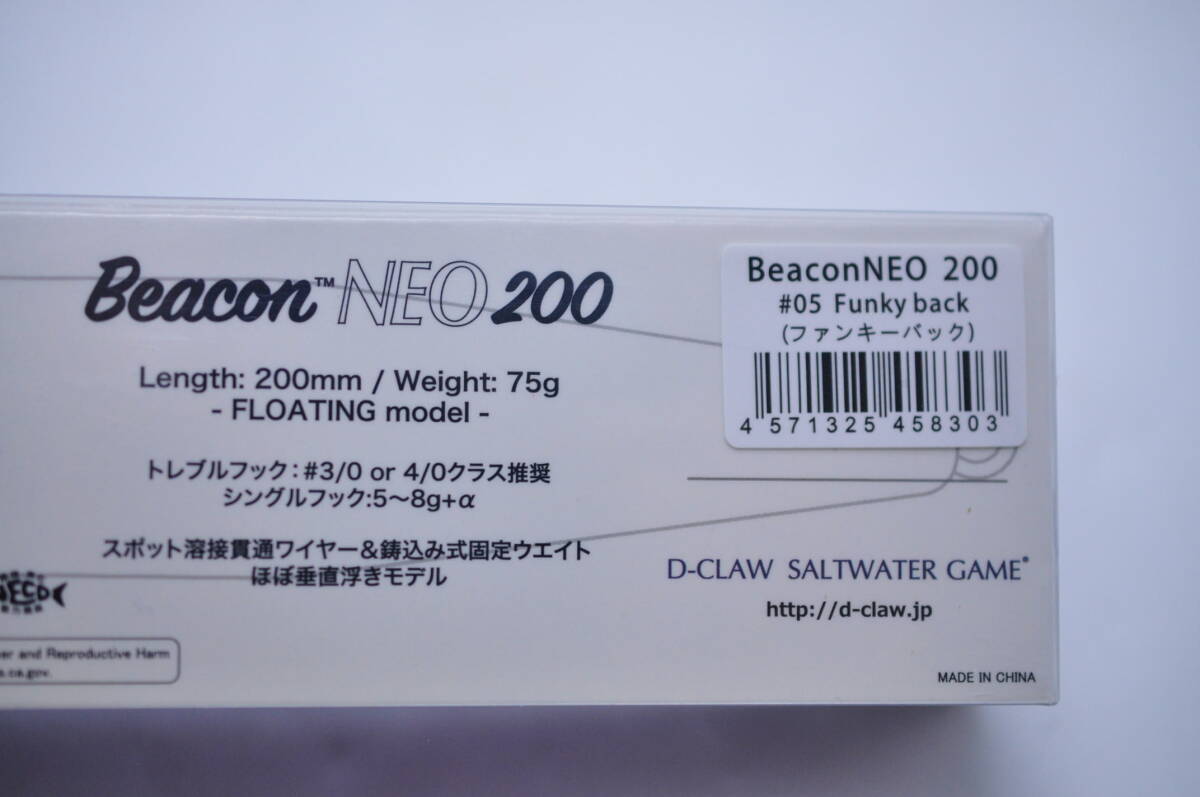 Beacon™ NEO 200
Length: 200mm / Weight: 75g
- FLOATING model -
トレブルフック：#3/0 or 4/0クラス推奨
シングルフック:5～8g+α
スポット溶接貫通ワイヤー＆鋳込み式固定ウエイト
ほぼ垂直浮きモデル
BeaconNEO 200
#05 Funky back
(ファンキーバック)
4 571325 458303
D-CLAW SALTWATER GAME®
http://d-claw.jp
MADE IN CHINA
and Reproductive Harm
.ca.gov.